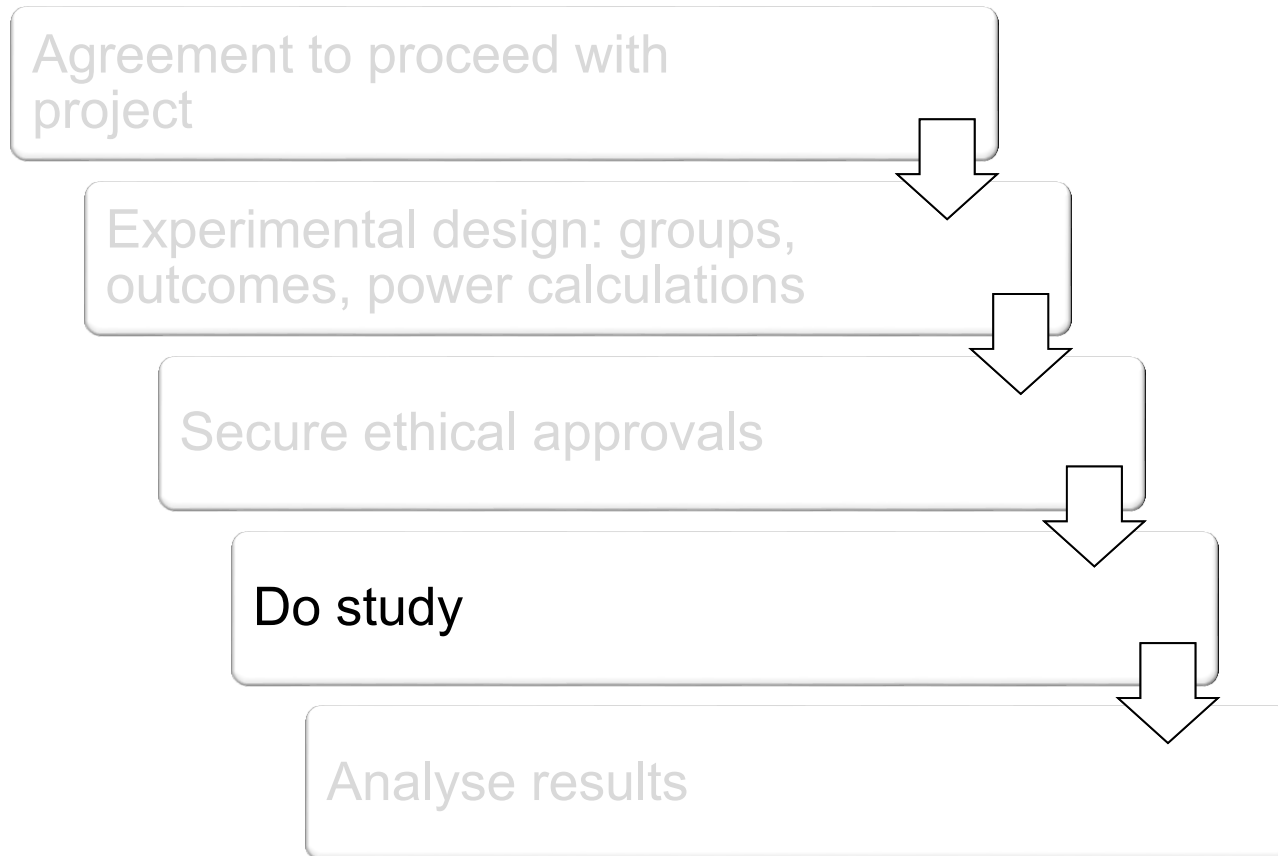 Agreement to proceed with
project
Experimental design: groups,
outcomes, power calculations
Secure ethical approvals
Do study
Analyse results